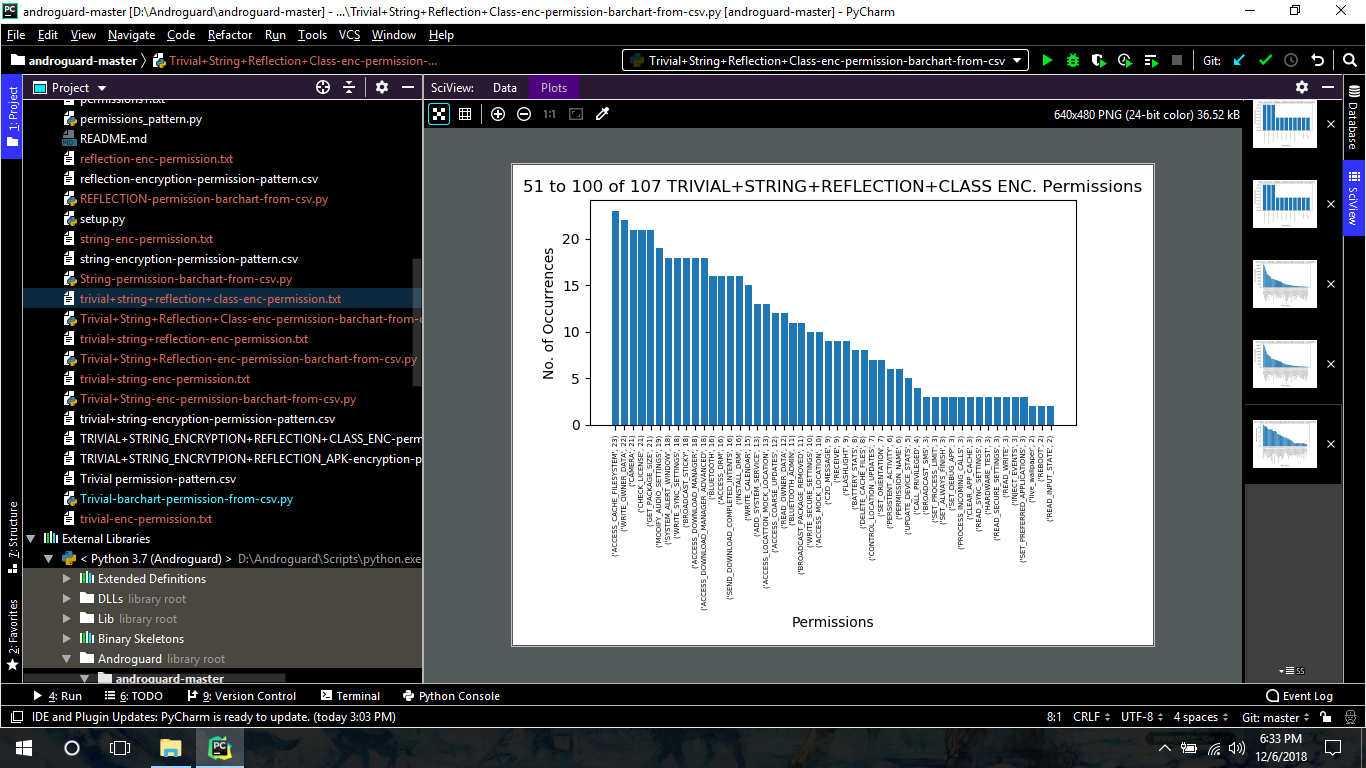 androguard-master [D:\Androguard\androguard-master] - ...\Trivial+String+Reflection+Class-enc-permission-barchart-from-csv.py [androguard-master] - PyCharm
File Edit View Navigate Code Refactor Run Tools VCS Window Help
androguard-master Trivial+String+Reflection+Class-enc-permission-...
Trivial+String+Reflection+Class-enc-permission-barchart-from-csv
Git:
1: Project
Project
permissions1.txt
permissions_pattern.py
README.md
reflection-enc-permission.txt
reflection-encryption-permission-pattern.csv
REFLECTION-permission-barchart-from-csv.py
setup.py
string-enc-permission.txt
string-encryption-permission-pattern.csv
String-permission-barchart-from-csv.py
trivial+string+reflection+class-enc-permission.txt
Trivial+String+Reflection+Class-enc-permission-barchart-from-c
trivial+string+reflection-enc-permission.txt
Trivial+String+Reflection-enc-permission-barchart-from-csv.py
trivial+string-enc-permission.txt
Trivial+String-enc-permission-barchart-from-csv.py
trivial+string-encryption-permission-pattern.csv
TRIVIAL+STRING_ENCRYPTION+REFLECTION+CLASS_ENC-perm
TRIVIAL+STRING_ENCRYTPION+REFLECTION_APK-encryption-p
Trivial permission-pattern.csv
Trivial-barchart-permission-from-csv.py
trivial-enc-permission.txt
External Libraries
< Python 3.7 (Androguard) > D:\Androguard\Scripts\python.exe
Extended Definitions
DLLs library root
Lib library root
Binary Skeletons
Androguard library root
androguard-master
7: Structure
2: Favorites
SciView: Data Plots
1:1
640x480 PNG (24-bit color) 36.52 kB
51 to 100 of 107 TRIVIAL+STRING+REFLECTION+CLASS ENC. Permissions
No. of Occurrences
20
15
10
5
0
('ACCESS_CACHE_FILESYSTEM', 23)
('WRITE_OWNER_DATA', 22)
('CAMERA', 21)
('CHECK_LICENSE', 21)
('GET_PACKAGE_SIZE', 21)
('MODIFY_AUDIO_SETTINGS', 19)
('SYSTEM_ALERT_WINDOW', 18)
('WRITE_SYNC_SETTINGS', 18)
('BROADCAST_STICKY', 18)
('ACCESS_DOWNLOAD_MANAGER', 18)
('ACCESS_DOWNLOAD_MANAGER_ADVANCED', 18)
('BLUETOOTH', 16)
('ACCESS_DRM', 16)
('SEND_DOWNLOAD_COMPLETED_INTENTS', 16)
('INSTALL_DRM', 16)
('WRITE_CALENDAR', 15)
('ADD_SYSTEM_SERVICE', 13)
('ACCESS_LOCATION_MOCK_LOCATION', 13)
('ACCESS_COARSE_UPDATES', 12)
('READ_OWNER_DATA', 12)
('BLUETOOTH_ADMIN', 11)
('BROADCAST_PACKAGE_REMOVED', 11)
('WRITE_SECURE_SETTINGS', 10)
('ACCESS_MOCK_LOCATION', 10)
('C2D_MESSAGE', 9)
('RECEIVE', 9)
('FLASHLIGHT', 9)
('BATTERY_STATS', 8)
('DELETE_CACHE_FILES', 8)
('CONTROL_LOCATION_UPDATES', 7)
('SET_ORIENTATION', 7)
('PERSISTENT_ACTIVITY', 6)
('PERMISSION_NAME', 6)
('UPDATE_DEVICE_STATS', 5)
('CALL_PRIVILEGED', 4)
('BROADCAST_SMS', 3)
('SET_PROCESS_LIMIT', 3)
('SET_ALWAYS_FINISH', 3)
('SET_DEBUG_APP', 3)
('PROCESS_INCOMING_CALLS', 3)
('CLEAR_APP_CACHE', 3)
('READ_SYNC_SETTINGS', 3)
('HARDWARE_TEST', 3)
('READ_SECURE_SETTINGS', 3)
('READ_WRITE', 3)
('INJECT_EVENTS', 3)
('SET_PREFERRED_APPLICATIONS', 3)
('live_wallpaper', 2)
('REBOOT', 2)
('READ_INPUT_STATE', 2)
Permissions
55
Database
SciView
4: Run 6: TODO 9: Version Control Terminal Python Console Event Log
IDE and Plugin Updates: PyCharm is ready to update. (today 3:03 PM) 8:1 CRLF UTF-8 4 spaces Git: master
6:33 PM
12/6/2018